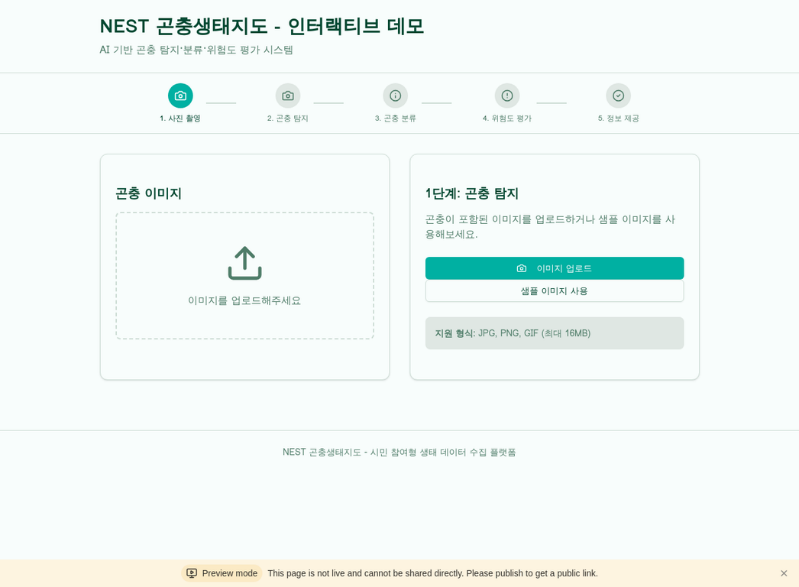 NEST 곤충생태지도 - 인터랙티브 데모
AI 기반 곤충 탐지·분류·위험도 평가 시스템
1. 사진 촬영
2. 곤충 탐지
3. 곤충 분류
4. 위험도 평가
5. 정보 제공
곤충 이미지
이미지를 업로드해주세요
1단계: 곤충 탐지
곤충이 포함된 이미지를 업로드하거나 샘플 이미지를 사
용해보세요.
이미지 업로드
샘플 이미지 사용
지원 형식: JPG, PNG, GIF (최대 16MB)
NEST 곤충생태지도 - 시민 참여형 생태 데이터 수집 플랫폼
Preview mode This page is not live and cannot be shared directly. Please publish to get a public link.